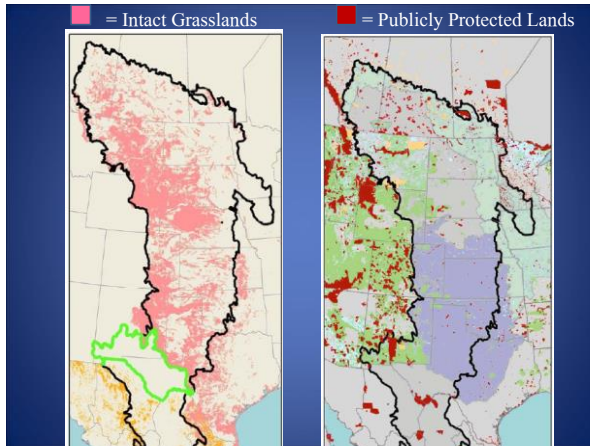 = Intact Grasslands
= Publicly Protected Lands